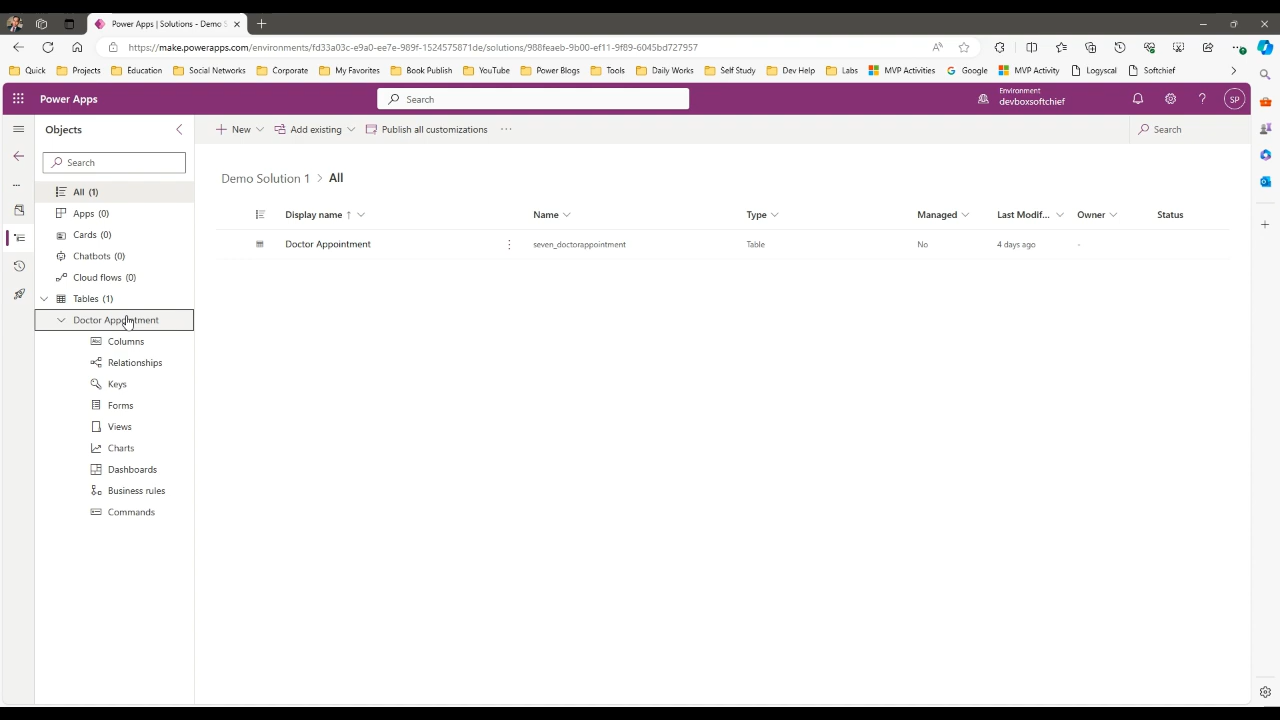 Power Apps | Solutions - Demo S
https://make.powerapps.com/environments/fd33a03c-e9a0-ee7e-989f-1524575871de/solutions/988feaeb-9b00-ef11-9f89-6045bd727957
Quick Projects Education Social Networks Corporate My Favorites Book Publish YouTube Power Blogs Tools Daily Works Self Study Dev Help Labs MVP Activities Google MVP Activity Logyscal Softchief
Power Apps
Search
Environment
devboxsoftchief
SP
Objects
New Add existing Publish all customizations ...
Search
Search
Demo Solution 1 > All
All (1)
Apps (0)
Cards (0)
Chatbots (0)
Cloud flows (0)
Tables (1)
Doctor Appointment
Columns
Relationships
Keys
Forms
Views
Charts
Dashboards
Business rules
Commands
Display name ↑ Name Type Managed Last Modif... Owner Status
Doctor Appointment seven_doctorappointment Table No 4 days ago -